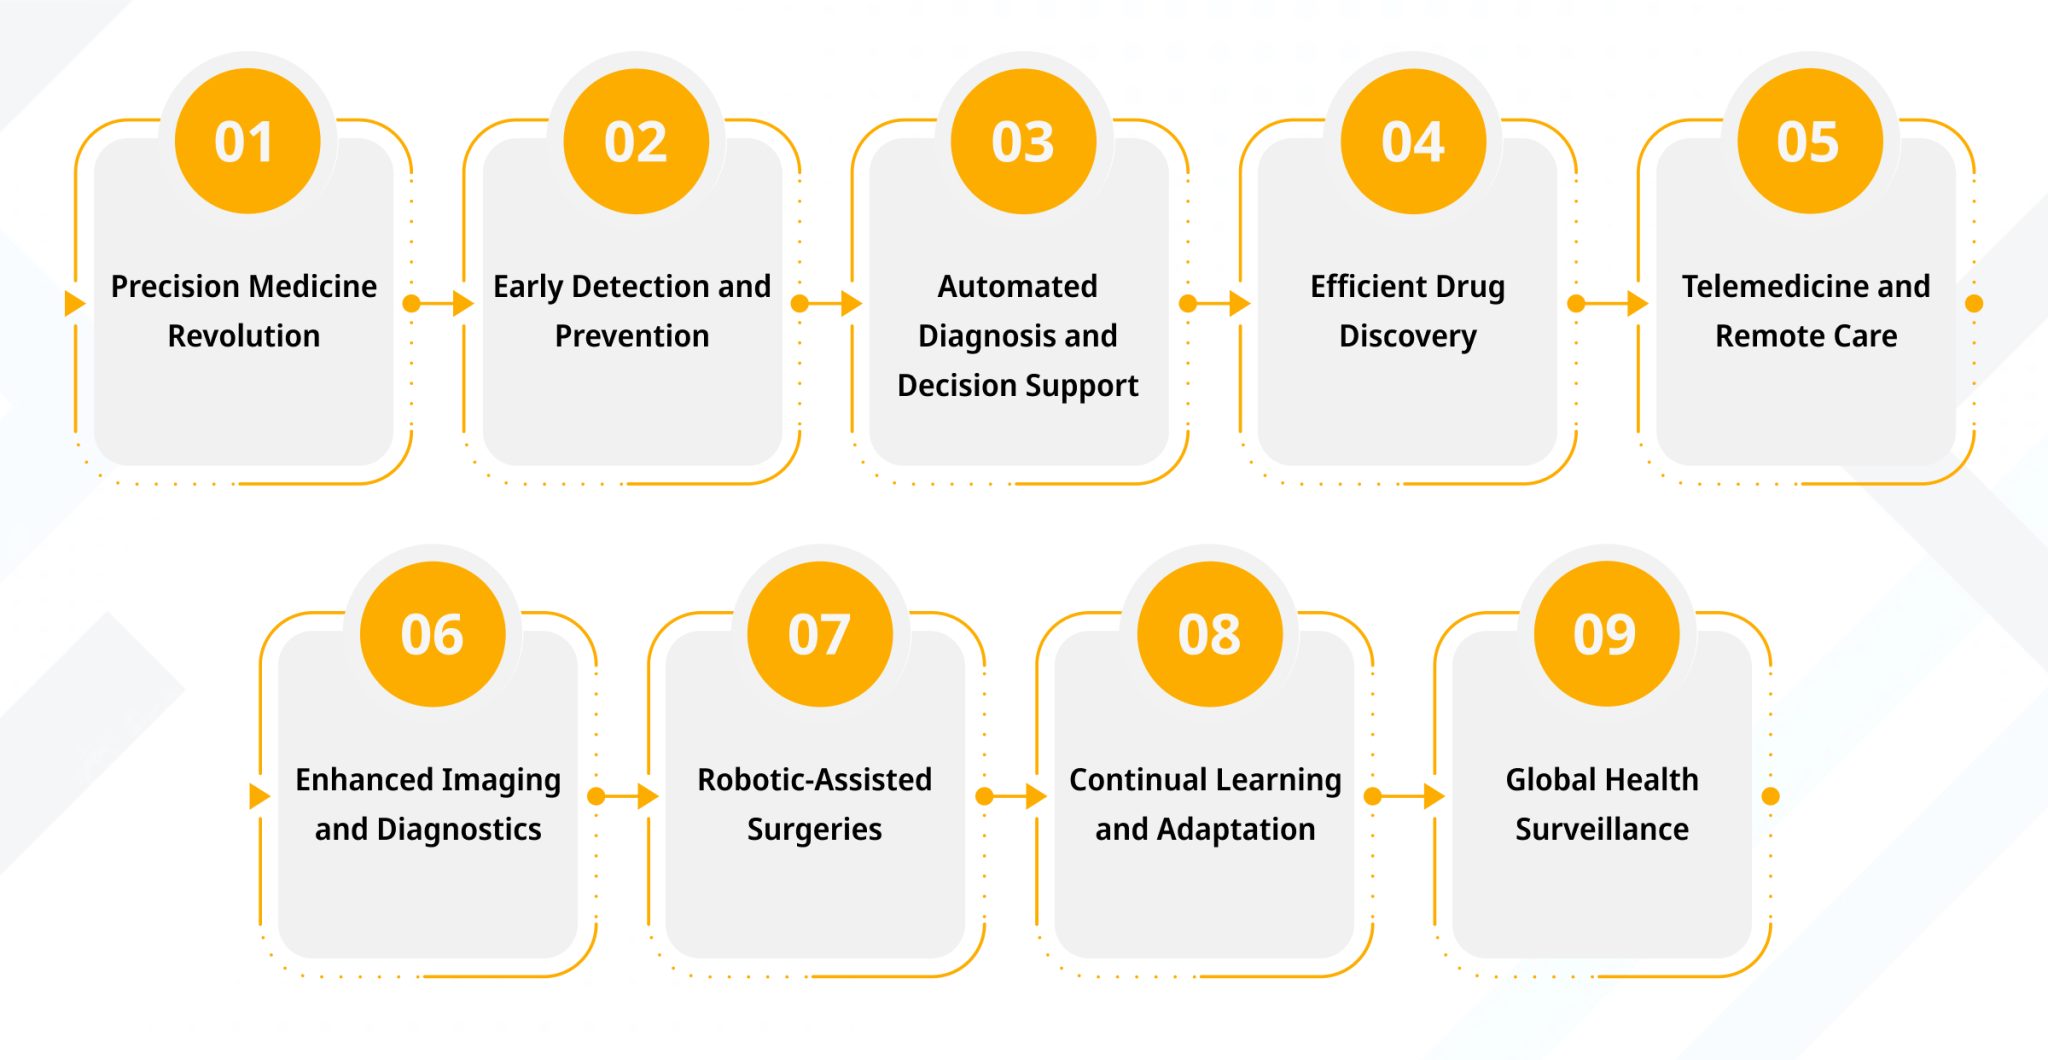 01
Precision Medicine
Revolution
02
Early Detection and
Prevention
03
Automated
Diagnosis and
Decision Support
04
Efficient Drug
Discovery
05
Telemedicine and
Remote Care
06
Enhanced Imaging
and Diagnostics
07
Robotic-Assisted
Surgeries
08
Continual Learning
and Adaptation
09
Global Health
Surveillance